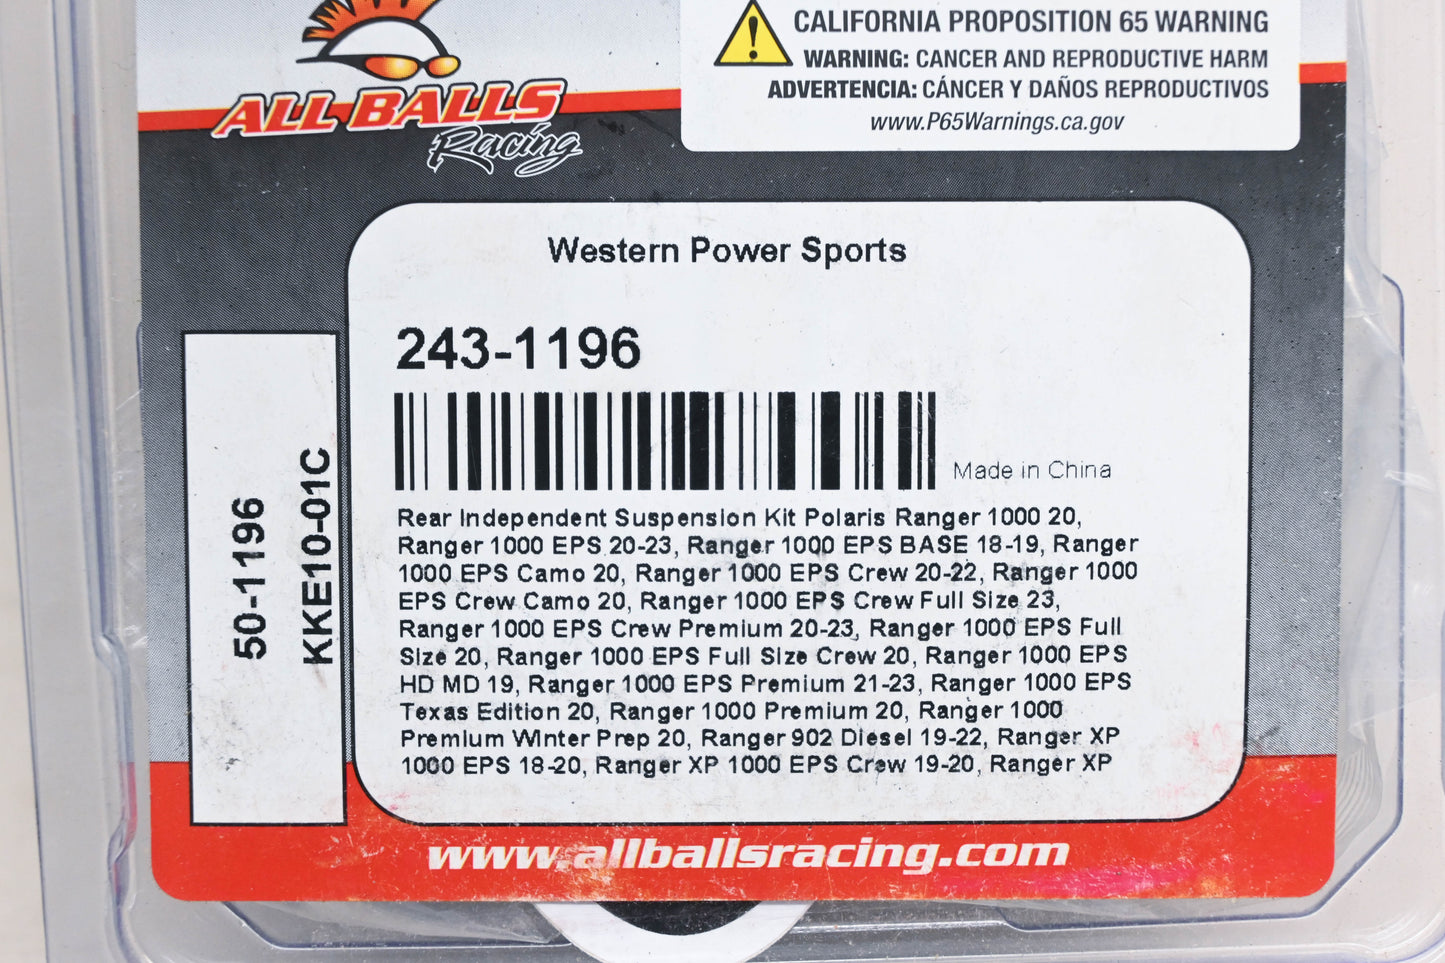 ALL BALLS
Racing
CALIFORNIA PROPOSITION 65 WARNING
WARNING: CANCER AND REPRODUCTIVE HARM
ADVERTENCIA: CÁNCER Y DAÑOS REPRODUCTIVOS
www.P65Warnings.ca.gov
Western Power Sports
243-1196
Made in China
50-1196
KKE10-01C
Rear Independent Suspension Kit Polaris Ranger 1000 20,
Ranger 1000 EPS 20-23, Ranger 1000 EPS BASE 18-19, Ranger
1000 EPS Camo 20, Ranger 1000 EPS Crew 20-22, Ranger 1000
EPS Crew Camo 20, Ranger 1000 EPS Crew Full Size 23,
Ranger 1000 EPS Crew Premium 20-23, Ranger 1000 EPS Full
Size 20, Ranger 1000 EPS Full Size Crew 20, Ranger 1000 EPS
HD MD 19, Ranger 1000 EPS Premium 21-23, Ranger 1000 EPS
Texas Edition 20, Ranger 1000 Premium 20, Ranger 1000
Premium Winter Prep 20, Ranger 902 Diesel 19-22, Ranger XP
1000 EPS 18-20, Ranger XP 1000 EPS Crew 19-20, Ranger XP
www.allballsracing.com